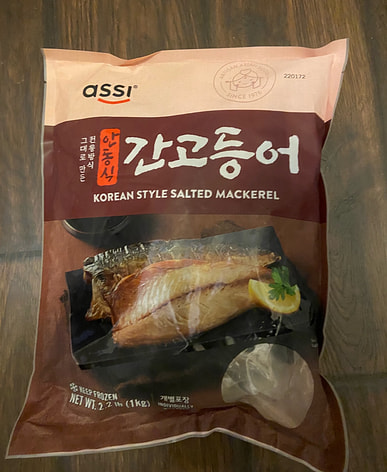 assi
220172
SINCE 1976
전통방식
그대로 만든
안동식
간고등어
KOREAN STYLE SALTED MACKEREL
KEEP FROZEN
NET WT. 2.2 lb (1kg)
개별포장
INDIVIDUALLY